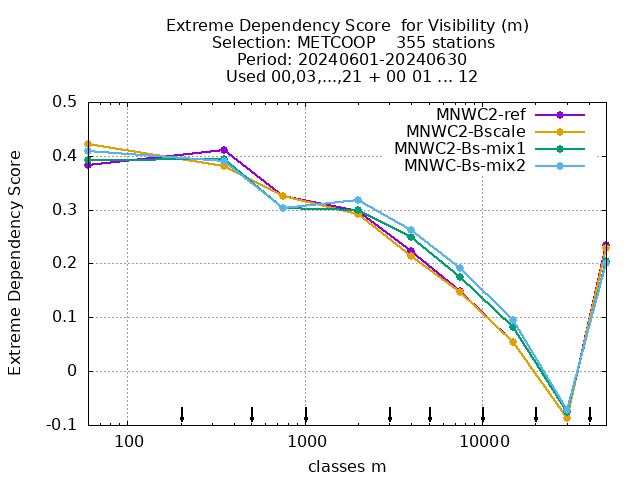 Extreme Dependency Score  for Visibility (m)
Selection: METCOOP    355 stations
Period: 20240601-20240630
Used 00,03,...,21 + 00 01 ... 12
MNWC2-ref
MNWC2-Bscale
MNWC2-Bs-mix1
MNWC-Bs-mix2
Extreme Dependency Score
0.5
0.4
0.3
0.2
0.1
0
-0.1
100 1000 10000
classes m